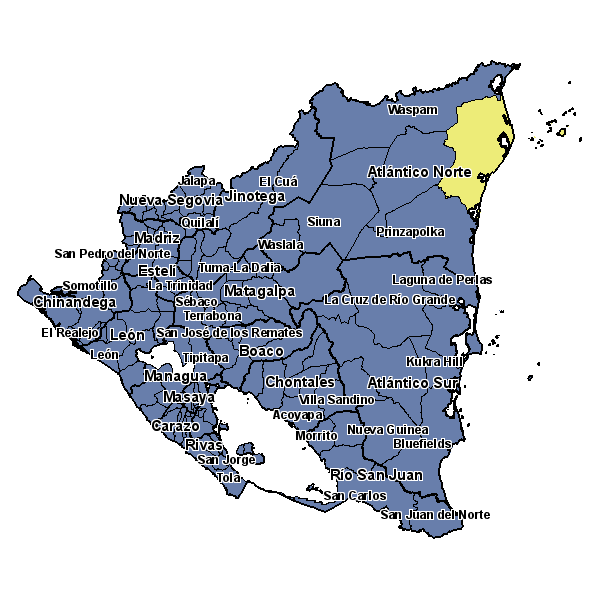 Waspam
Atlántico Norte
Jalapa
El Cuá
Nueva Segovia
Jinotega
Quilalí
Siuna
Prinzapolka
Madriz
Waslala
San Pedro del Norte
Estelí
Tuma-La Dalia
Laguna de Perlas
Somotillo
La Trinidad
Matagalpa
Chinandega
Sébaco
La Cruz de Río Grande
Terrabona
El Realejo
León
San José de los Remates
León
Tipitapa
Boaco
Kukra Hill
Managua
Chontales
Atlántico Sur
Masaya
Villa Sandino
Acoyapa
Carazo
Morrito
Nueva Guinea
Rivas
Bluefields
San Jorge
Tola
Río San Juan
San Carlos
San Juan del Norte